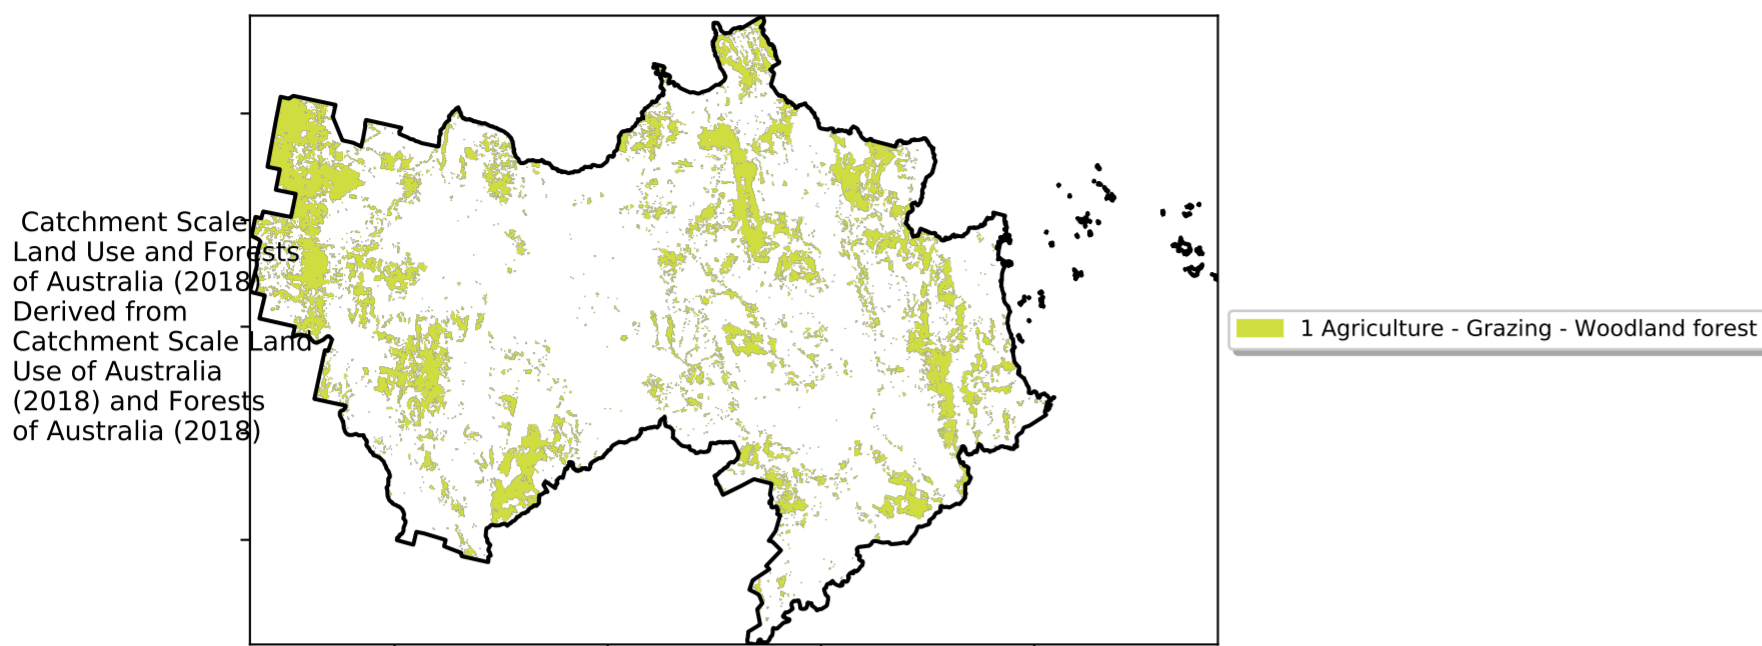 Catchment Scale
Land Use and Forests
of Australia (2018)
Derived from
Catchment Scale Land
Use of Australia
(2018) and Forests
of Australia (2018)
1 Agriculture - Grazing - Woodland forest